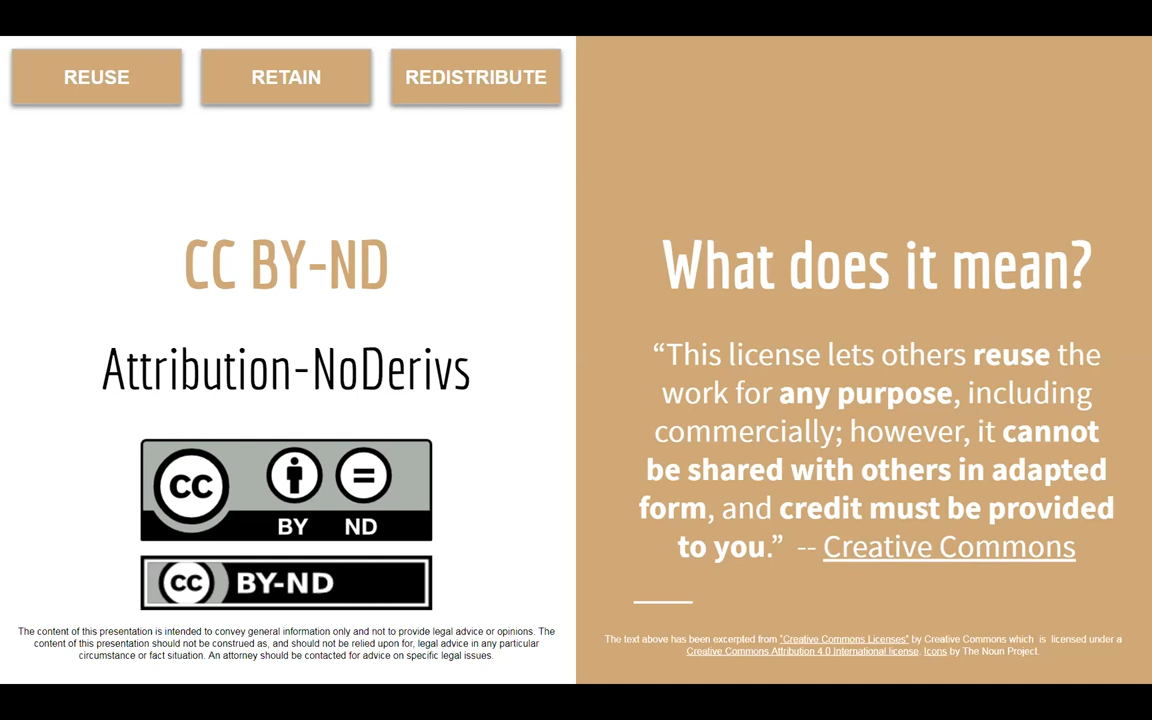 REUSE
RETAIN
REDISTRIBUTE
CC BY-ND
Attribution-NoDerivs
CC
BY
ND
CC
BY-ND
The content of this presentation is intended to convey general information only and not to provide legal advice or opinions. The
content of this presentation should not be construed as, and should not be relied upon for, legal advice in any particular
circumstance or fact situation. An attorney should be contacted for advice on specific legal issues.
What does it mean?
“This license lets others reuse the
work for any purpose, including
commercially; however, it cannot
be shared with others in adapted
form, and credit must be provided
to you.” -- Creative Commons
The text above has been excerpted from "Creative Commons Licenses" by Creative Commons which is licensed under a
Creative Commons Attribution 4.0 International license. Icons by The Noun Project.